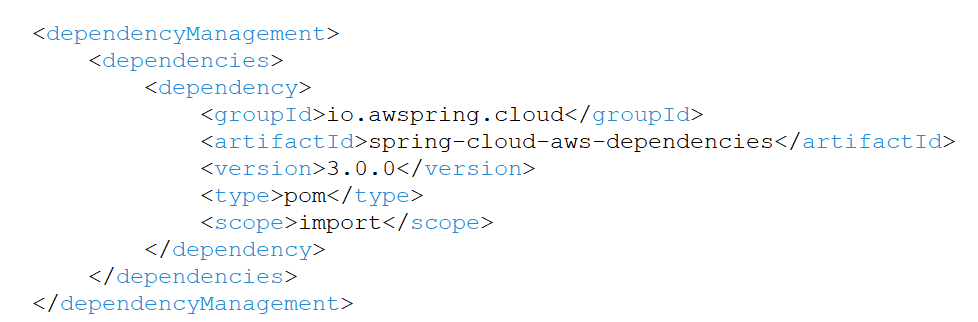 <dependencyManagement>
    <dependencies>
        <dependency>
            <groupId>io.awspring.cloud</groupId>
            <artifactId>spring-cloud-aws-dependencies</artifactId>
            <version>3.0.0</version>
            <type>pom</type>
            <scope>import</scope>
        </dependency>
    </dependencies>
</dependencyManagement>